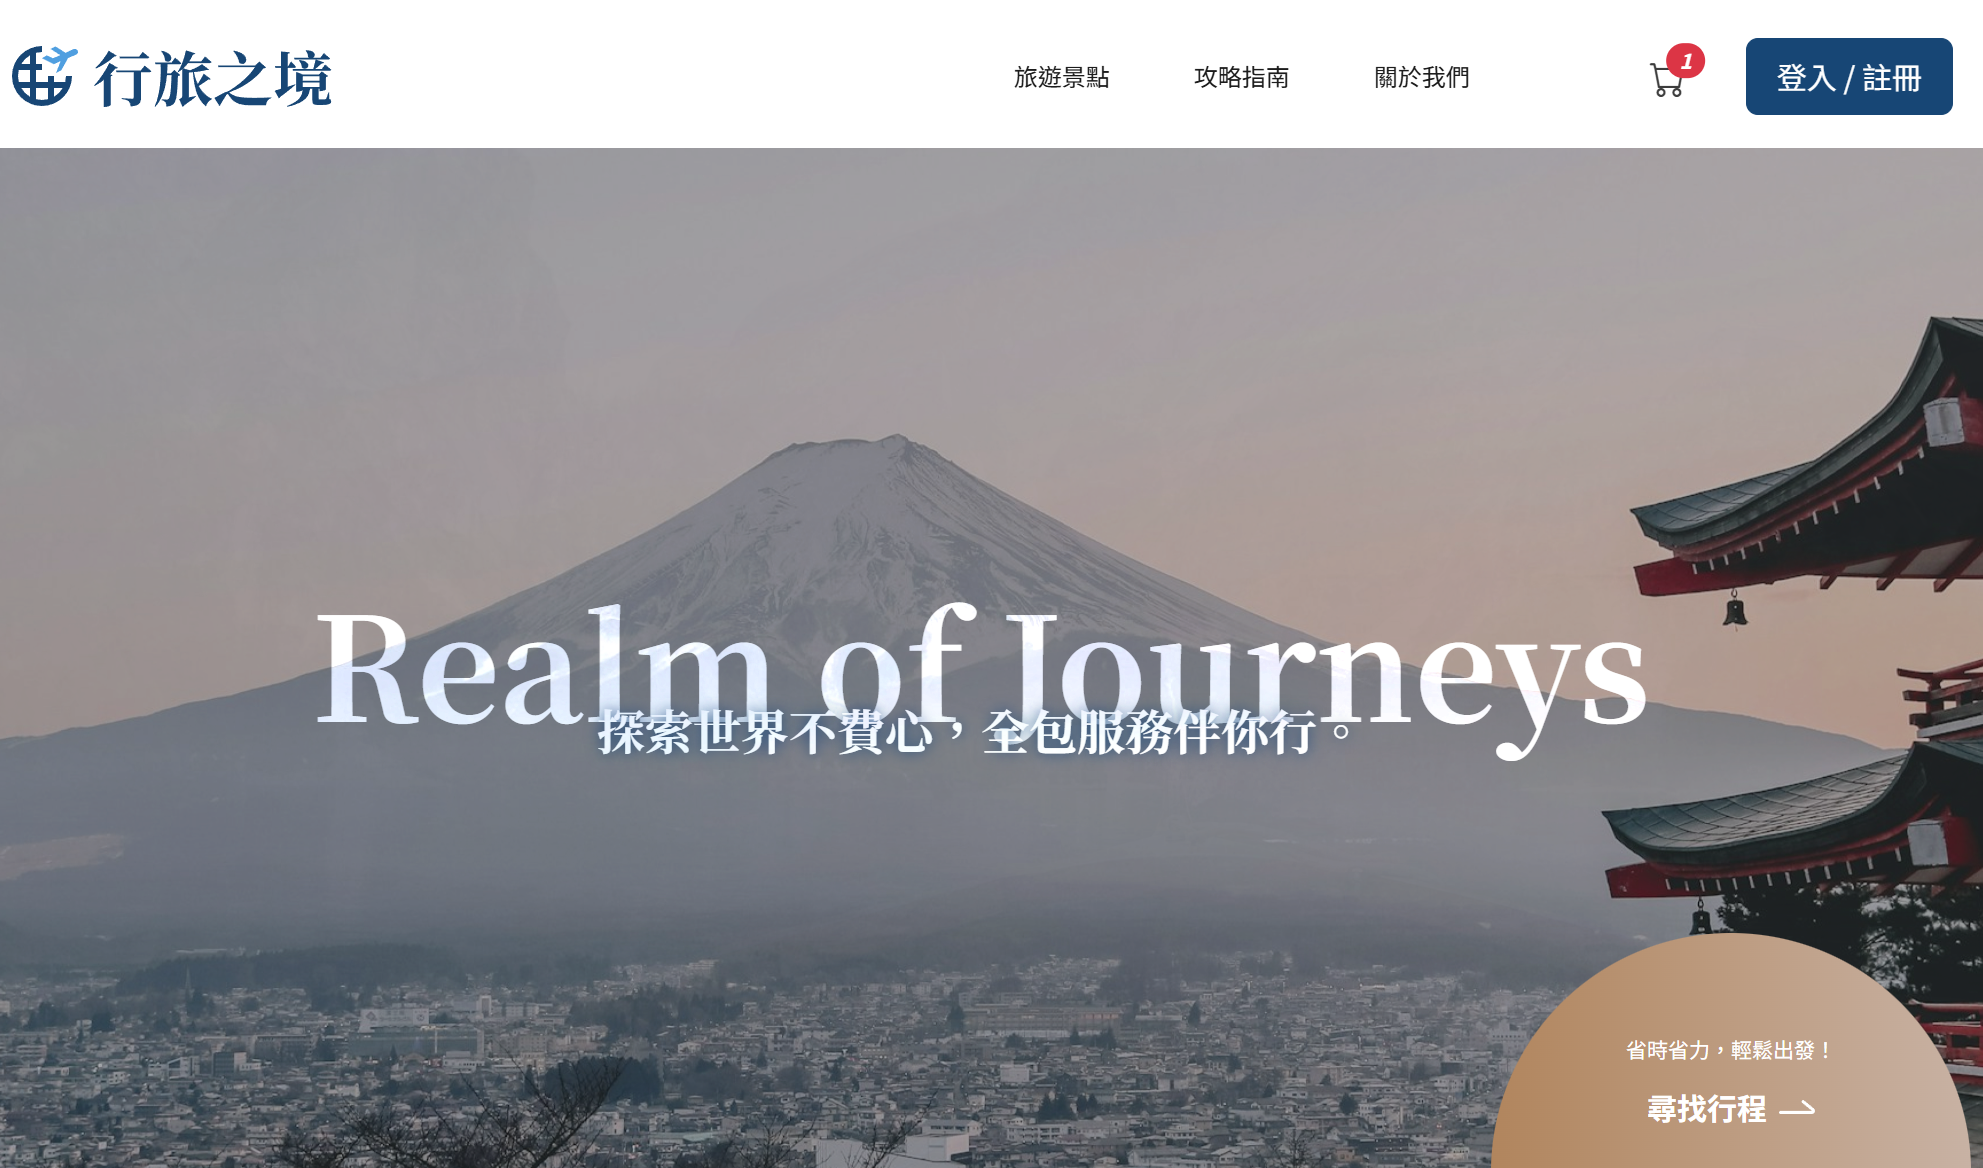 行旅之境
旅遊景點
攻略指南
關於我們
1
登入 / 註冊
Realm of Journeys
探索世界不費心，全包服務伴你行。
省時省力，輕鬆出發！
尋找行程